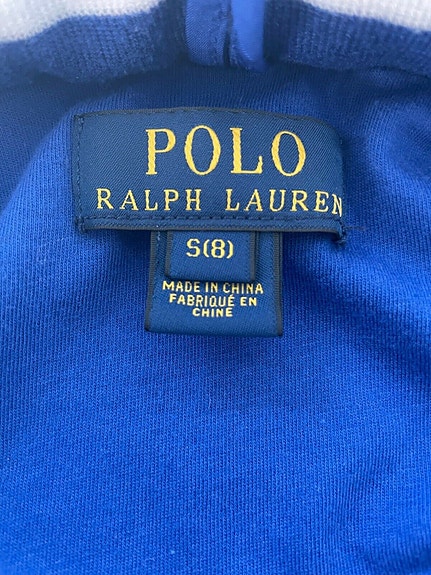 POLO
RALPH LAUREN
S(8)
MADE IN CHINA
FABRIQUÉ EN
CHINE